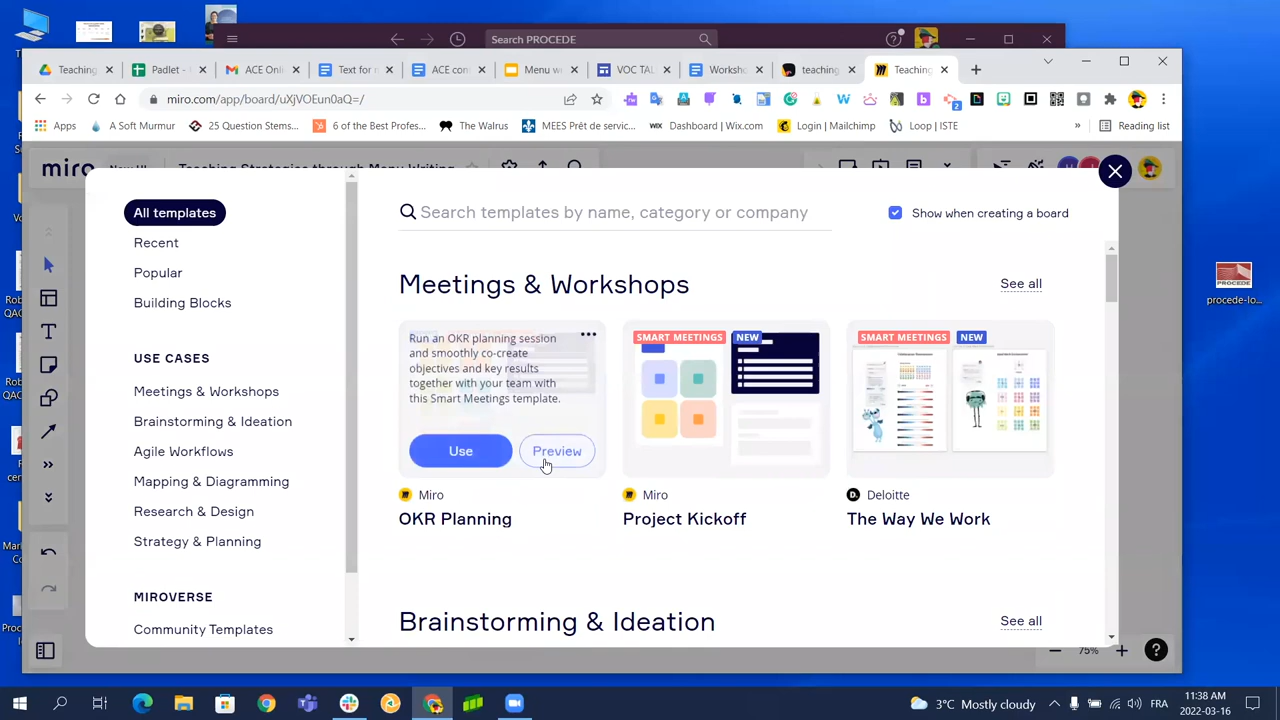 Search PROCEDE
Teaching
Padlet -
ACE Onli
Text for n
ACE com
Menu w
VOC TAL
Worksho
teaching
Teaching
miro.com/app/board/uXjVOEun0aQ=/
Apps
A Soft Murmur
25 Question Stems...
6 of the Best Profes...
The Walrus
MEES Prêt de servic...
WIX Dashboard | Wix.com
Login | Mailchimp
Loop | ISTE
»
Reading list
miro
Teaching Strategies through Menu Writing
All templates
Recent
Popular
Building Blocks
USE CASES
Meetings & Workshops
Brainstorming & Ideation
Agile Workflows
Mapping & Diagramming
Research & Design
Strategy & Planning
MIROVERSE
Community Templates
Search templates by name, category or company
Show when creating a board
Meetings & Workshops
See all
Run an OKR planning session
and smoothly co-create
objectives and key results
together with your team with
this Smart Meetings template.
Use
Preview
SMART MEETINGS
NEW
SMART MEETINGS
NEW
Miro
OKR Planning
Miro
Project Kickoff
Deloitte
The Way We Work
Brainstorming & Ideation
See all
75%
procede-lo...
3°C Mostly cloudy
FRA
11:38 AM
2022-03-16